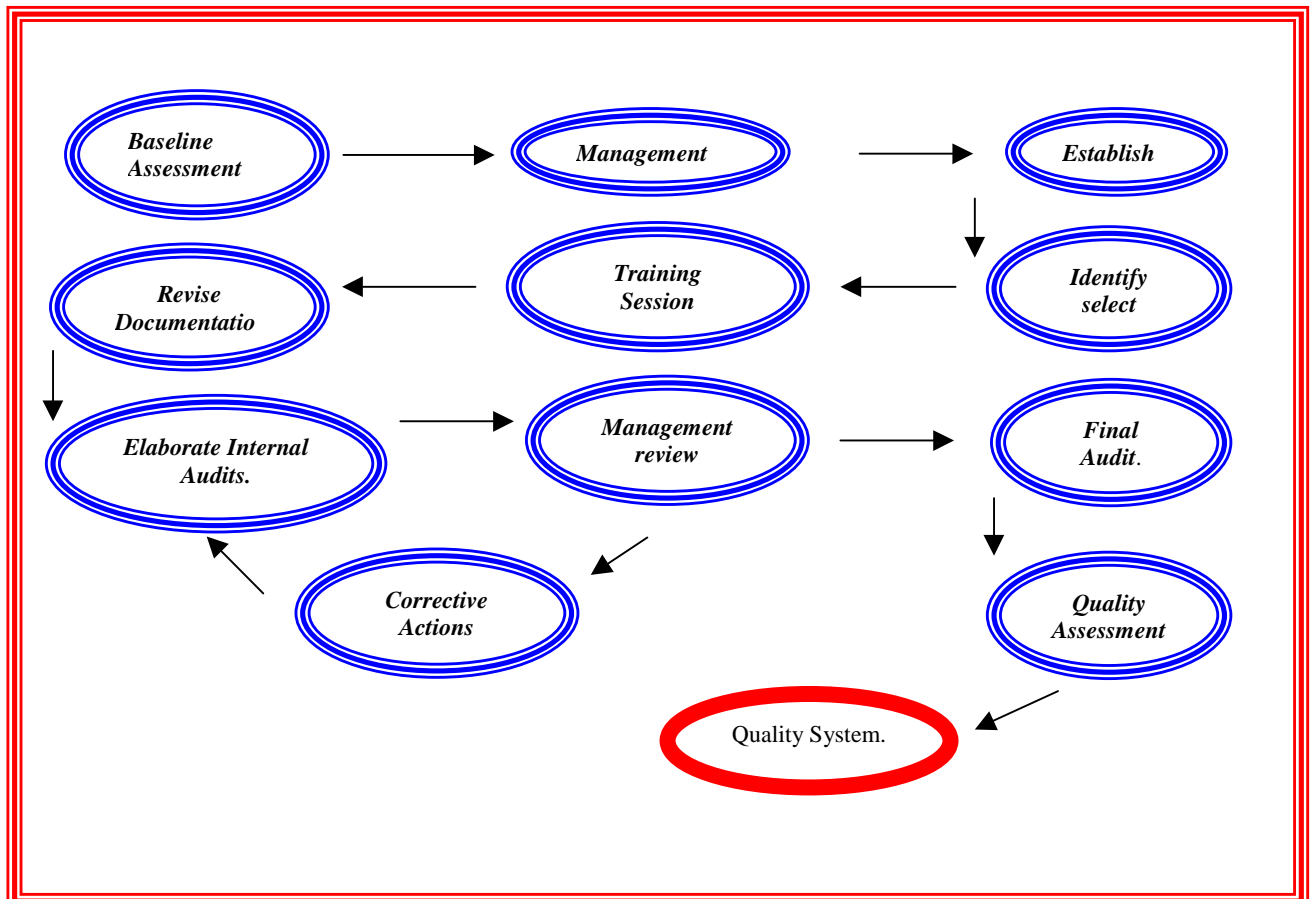 Baseline
Assessment
Management
Establish
Revise
Documentatio
Training
Session
Identify
select
Elaborate Internal
Audits.
Management
review
Final
Audit.
Corrective
Actions
Quality
Assessment
Quality System.